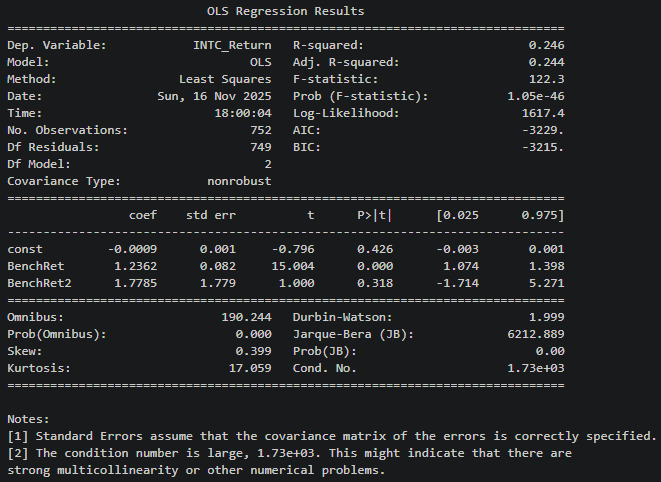 OLS Regression Results
==============================================================================
Dep. Variable:            INTC_Return   R-squared:                       0.246
Model:                            OLS   Adj. R-squared:                  0.244
Method:                 Least Squares   F-statistic:                     122.3
Date:                Sun, 16 Nov 2025   Prob (F-statistic):           1.05e-46
Time:                        18:00:04   Log-Likelihood:                 1617.4
No. Observations:                 752   AIC:                            -3229.
Df Residuals:                     749   BIC:                            -3215.
Df Model:                           2
Covariance Type:            nonrobust
==============================================================================
                 coef    std err          t      P>|t|      [0.025      0.975]
------------------------------------------------------------------------------
const         -0.0009      0.001     -0.796      0.426      -0.003       0.001
BenchRet       1.2362      0.082     15.004      0.000       1.074       1.398
BenchRet2      1.7785      1.779      1.000      0.318      -1.714       5.271
==============================================================================
Omnibus:                      190.244   Durbin-Watson:                   1.999
Prob(Omnibus):                  0.000   Jarque-Bera (JB):             6212.889
Skew:                           0.399   Prob(JB):                         0.00
Kurtosis:                      17.059   Cond. No.                     1.73e+03
==============================================================================

Notes:
[1] Standard Errors assume that the covariance matrix of the errors is correctly specified.
[2] The condition number is large, 1.73e+03. This might indicate that there are
strong multicollinearity or other numerical problems.